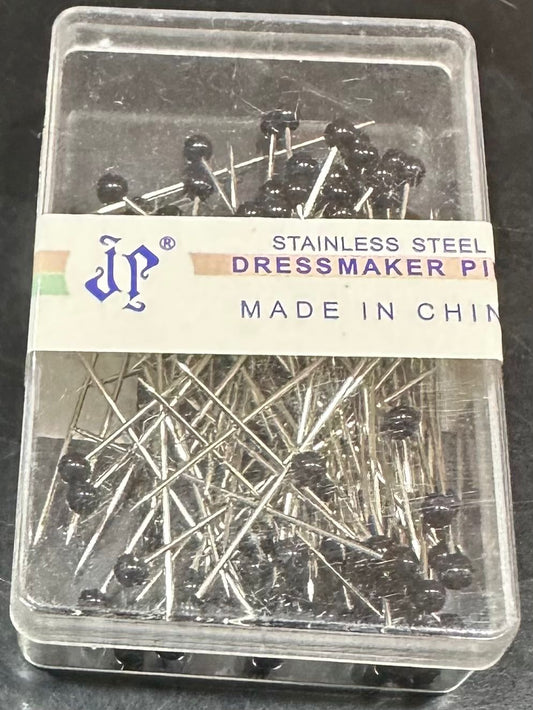 JP®
STAINLESS STEEL
DRESSMAKER PI
MADE IN CHIN